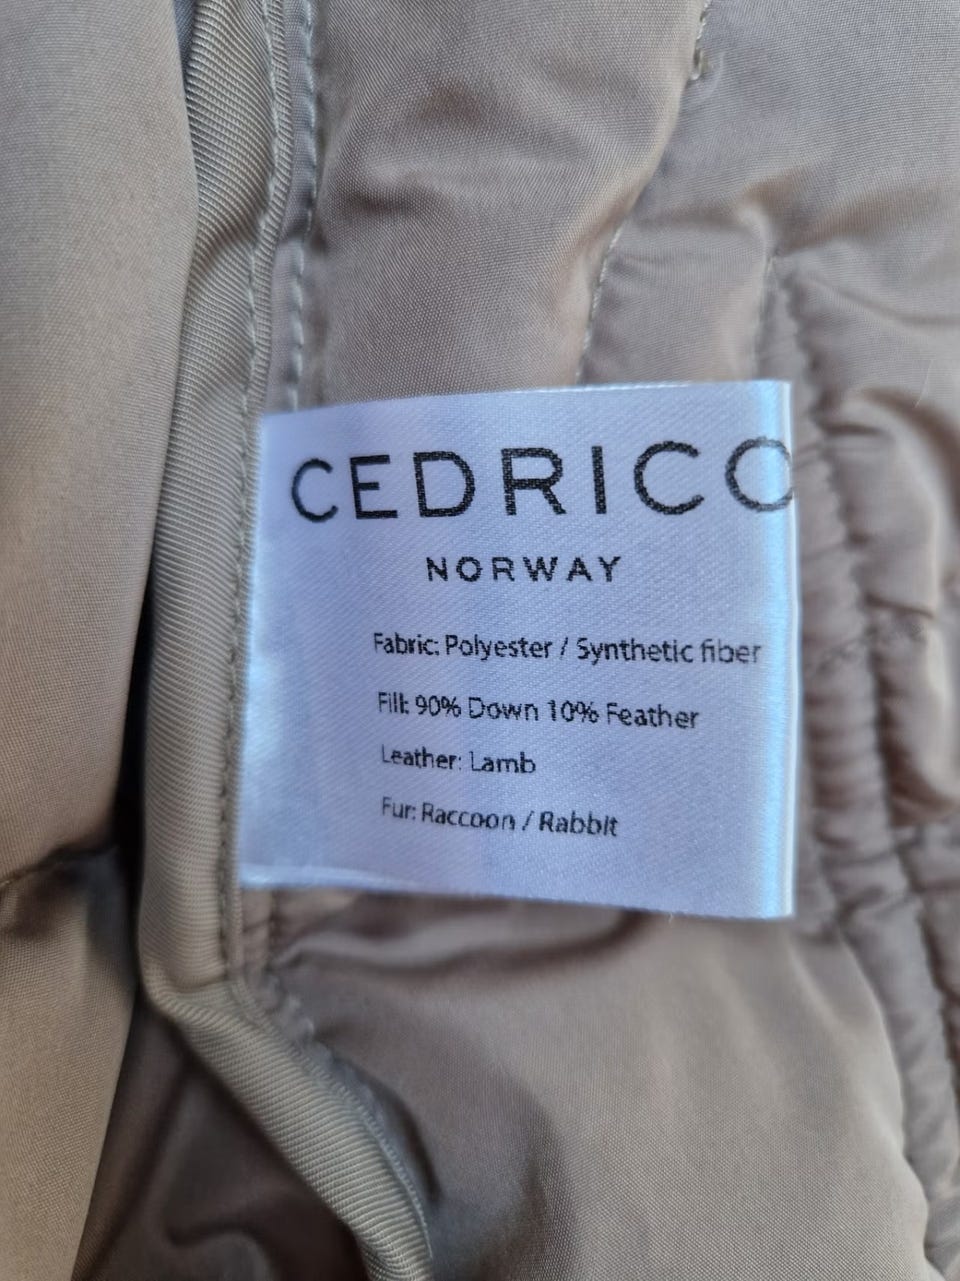 CEDRICO
NORWAY
Fabric: Polyester / Synthetic fiber
Fill: 90% Down 10% Feather
Leather: Lamb
Fur: Raccoon / Rabbit